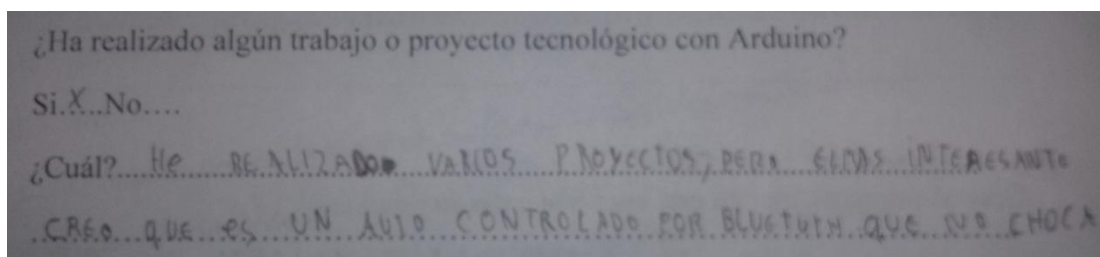 ¿Ha realizado algún trabajo o proyecto tecnológico con Arduino?
Si.X..No....
¿Cuál?....He......REALIZADO....VARIOS....PROYECTOS, PERO....EL MAS...INTERESANTE
..CREO...QUE...es...UN..AUTO..CONTROLADO.POR.BLUETUTH..QUE...NO..CHOCA